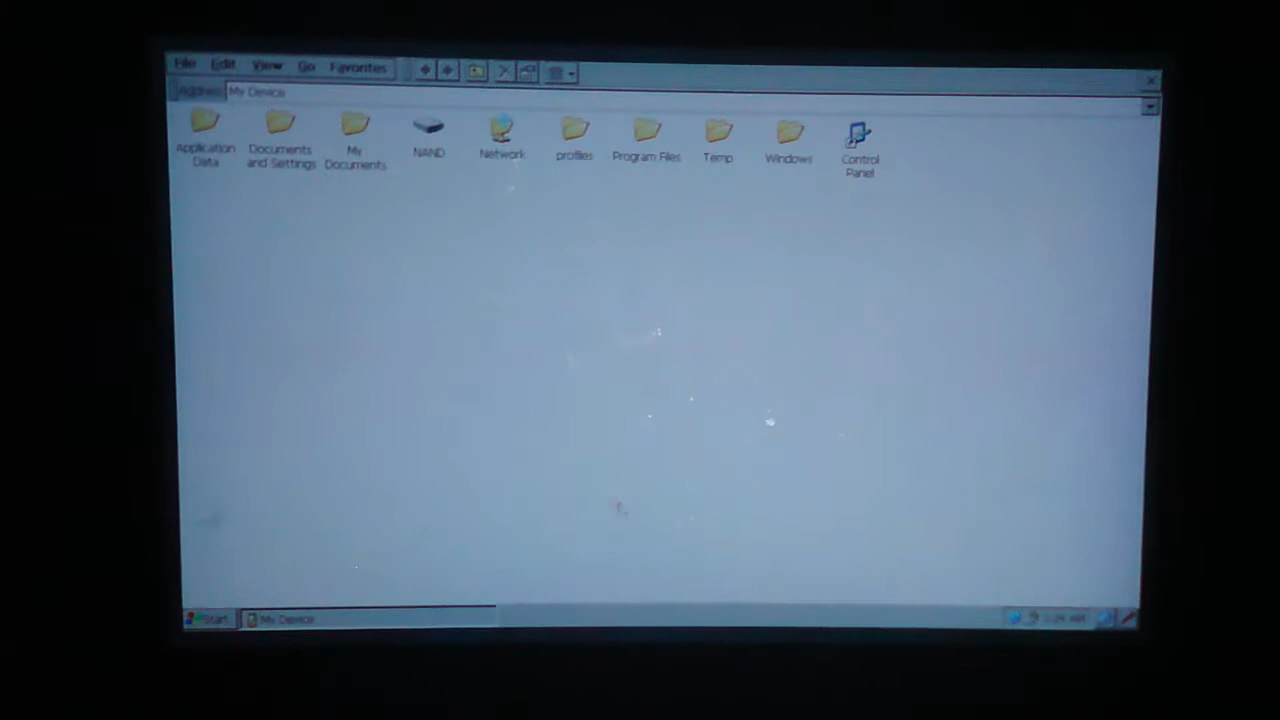 File Edit View Go Favorites
Address My Device
Application Data
Documents and Settings
My Documents
NAND
Network
profiles
Program Files
Temp
Windows
Control Panel
Start My Device